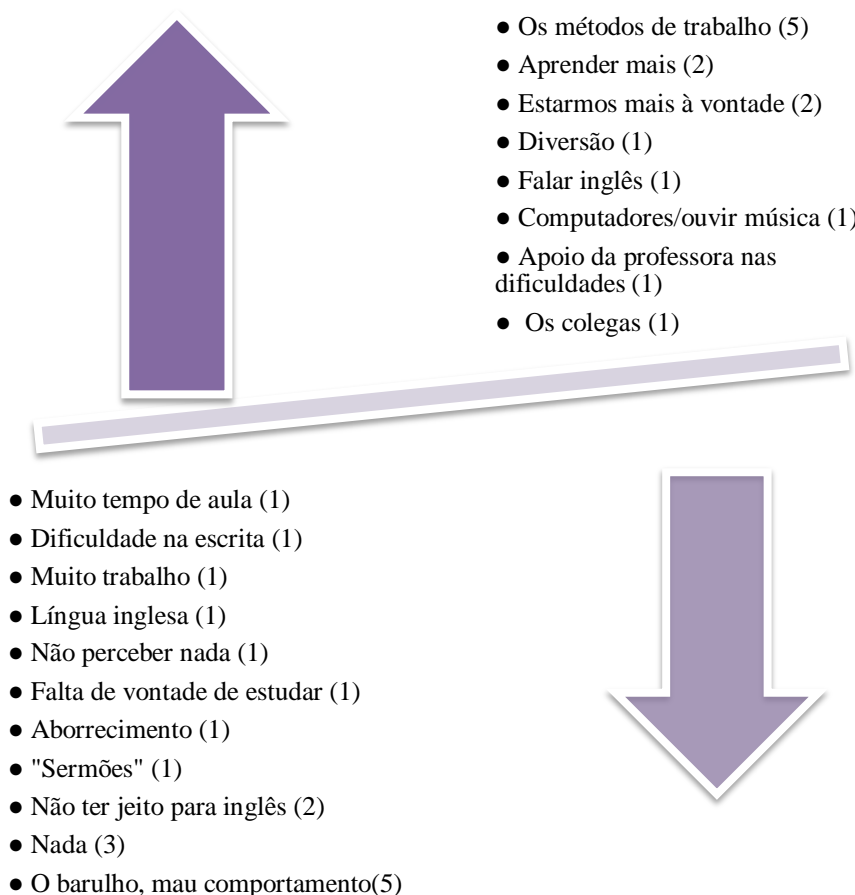 ● Os métodos de trabalho (5)
● Aprender mais (2)
● Estarmos mais à vontade (2)
● Diversão (1)
● Falar inglês (1)
● Computadores/ouvir música (1)
● Apoio da professora nas
dificuldades (1)
● Os colegas (1)
● Muito tempo de aula (1)
● Dificuldade na escrita (1)
● Muito trabalho (1)
● Língua inglesa (1)
● Não perceber nada (1)
● Falta de vontade de estudar (1)
● Aborrecimento (1)
● "Sermões" (1)
● Não ter jeito para inglês (2)
● Nada (3)
● O barulho, mau comportamento(5)